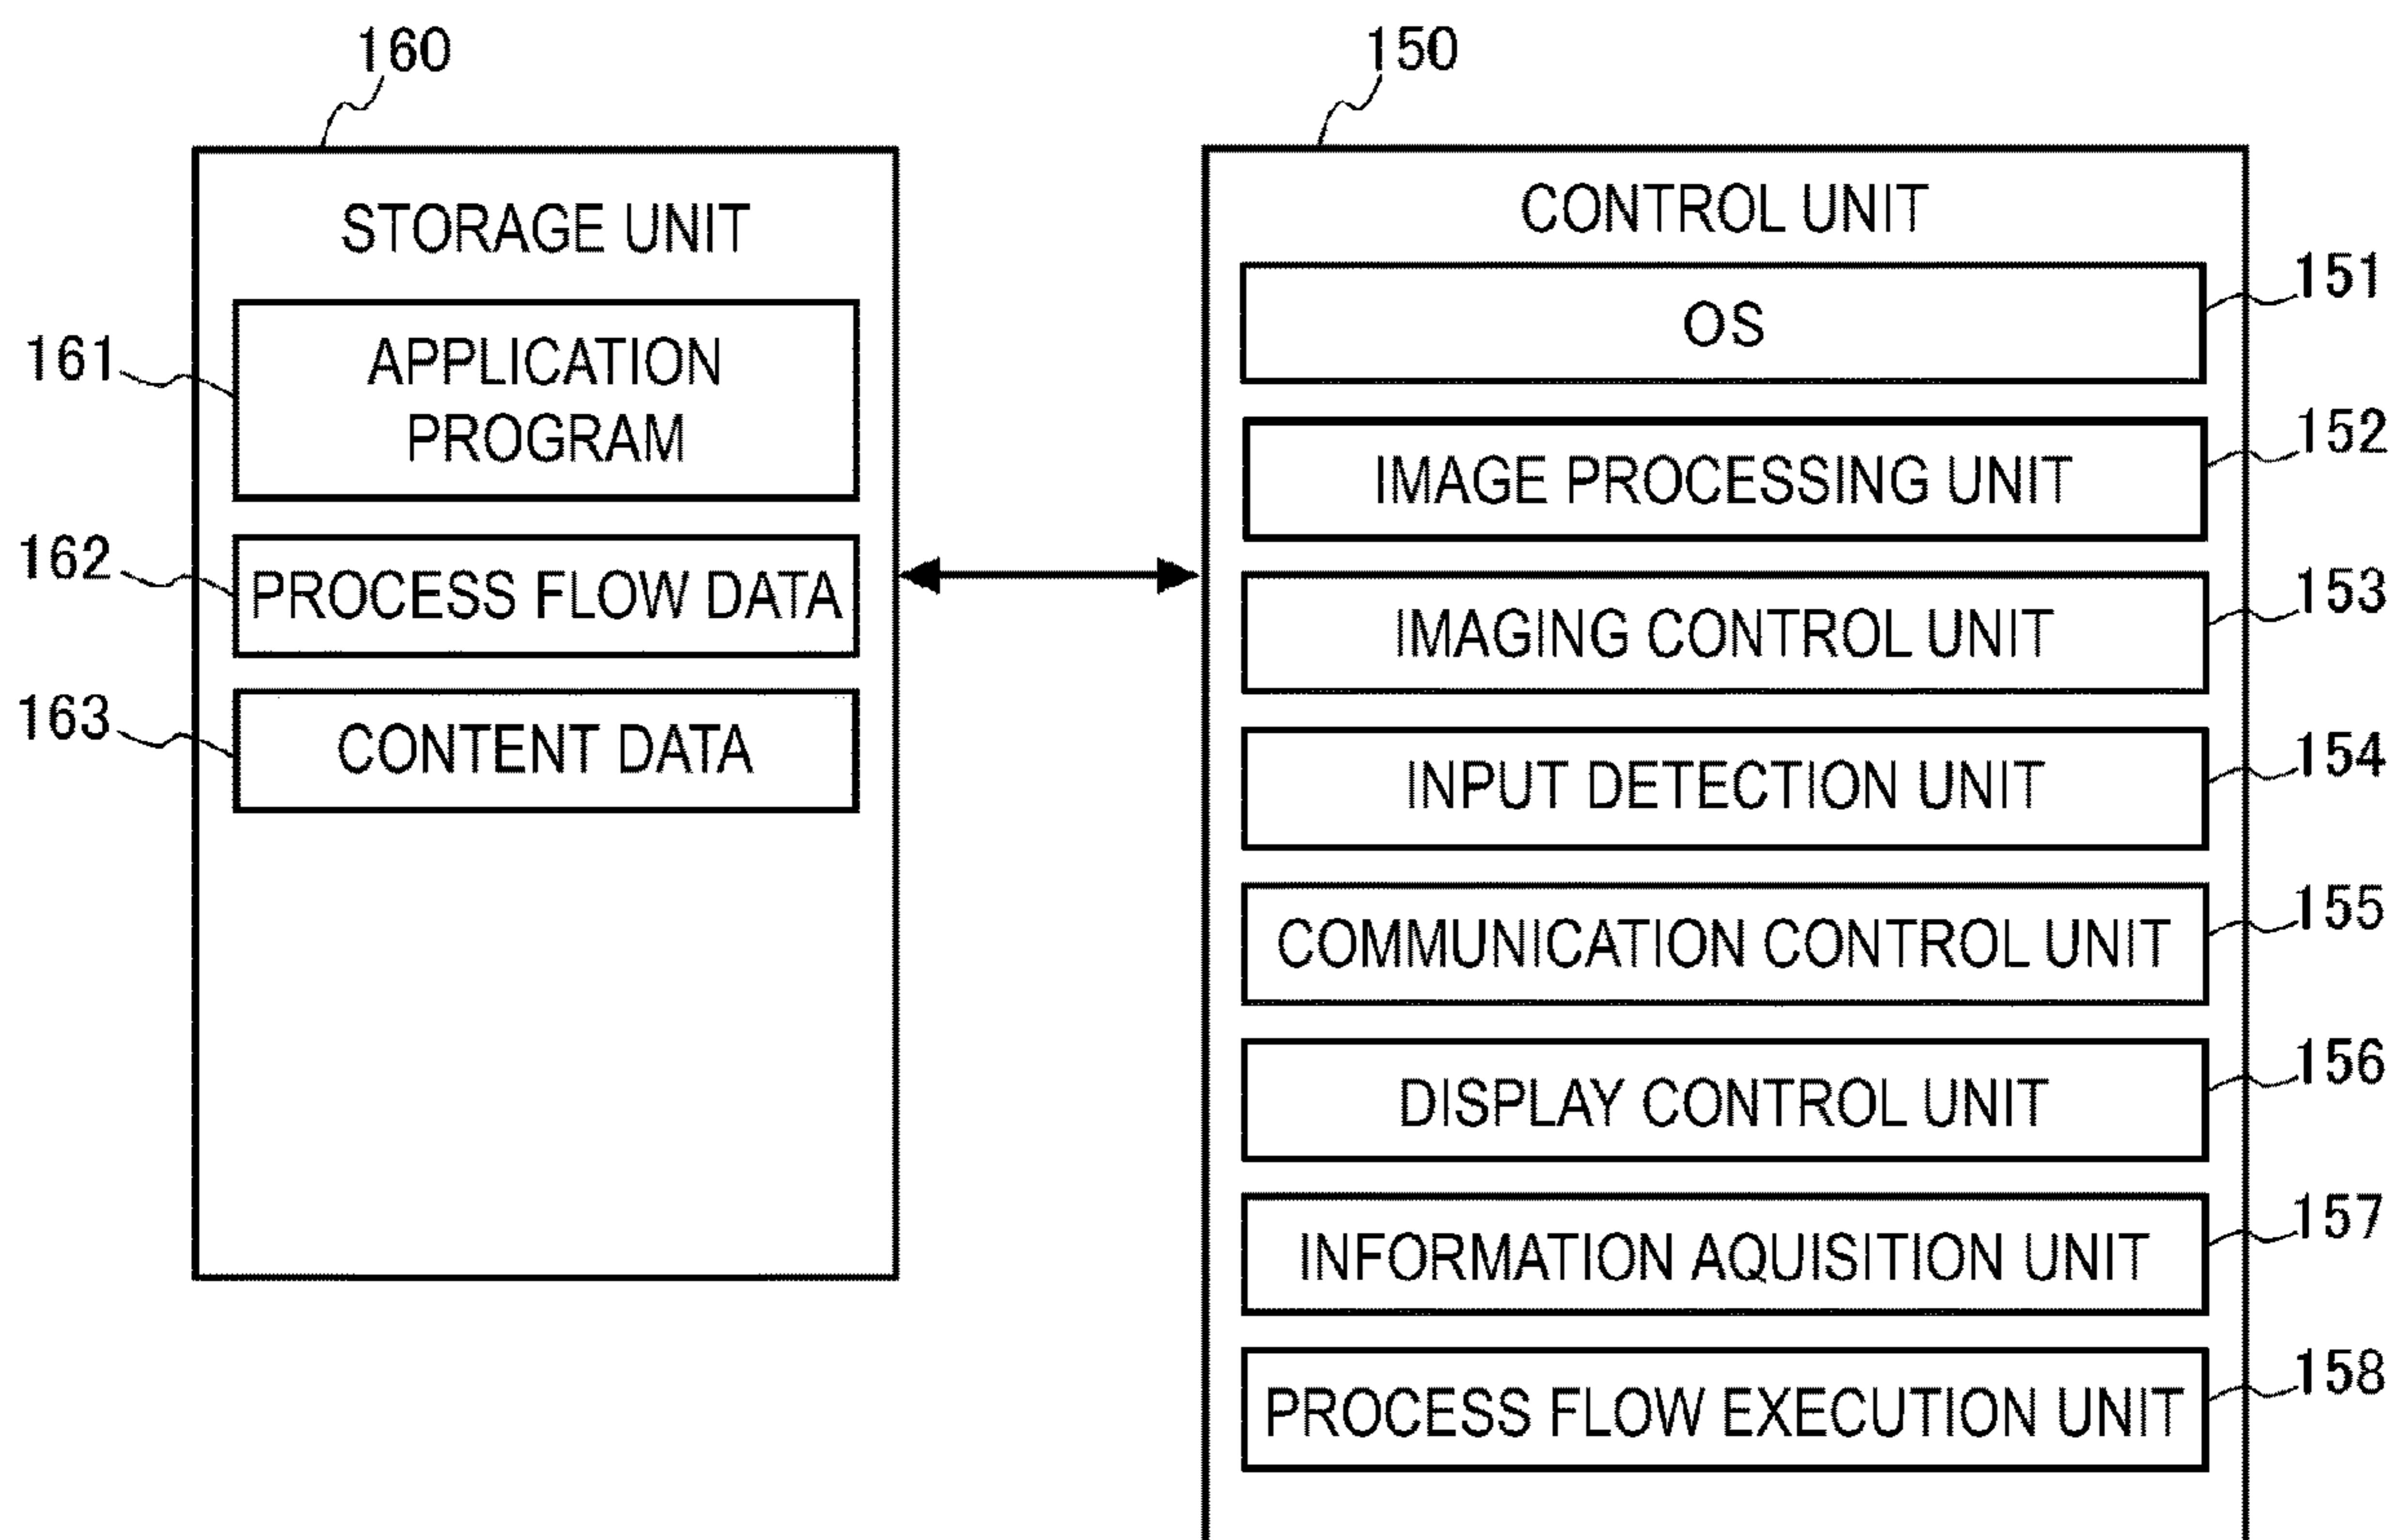 160
STORAGE UNIT
161
APPLICATION
PROGRAM
162
PROCESS FLOW DATA
163
CONTENT DATA
150
CONTROL UNIT
OS
151
IMAGE PROCESSING UNIT
152
IMAGING CONTROL UNIT
153
INPUT DETECTION UNIT
154
COMMUNICATION CONTROL UNIT
155
DISPLAY CONTROL UNIT
156
INFORMATION AQUISITION UNIT
157
PROCESS FLOW EXECUTION UNIT
158